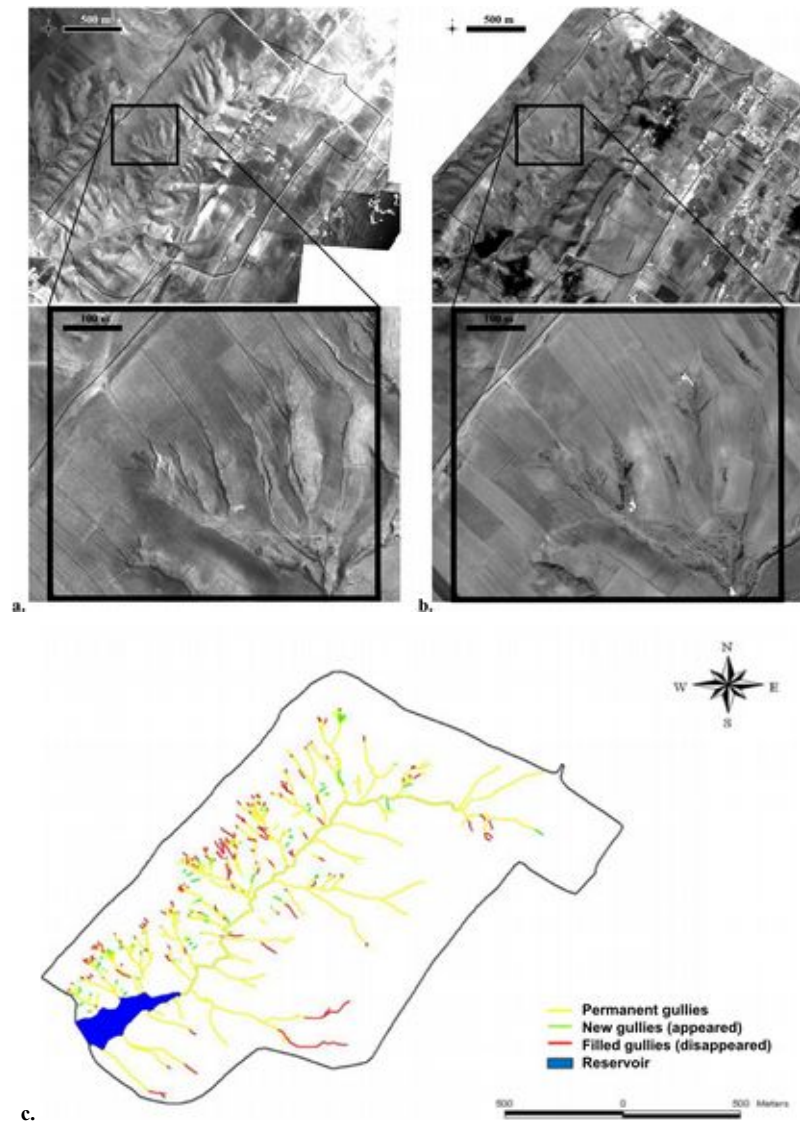 500 m
500 m
100 m
100 m
a.
b.
N
W E
S
Permanent gullies
New gullies (appeared)
Filled gullies (disappeared)
Reservoir
500 0 500 Meters
c.